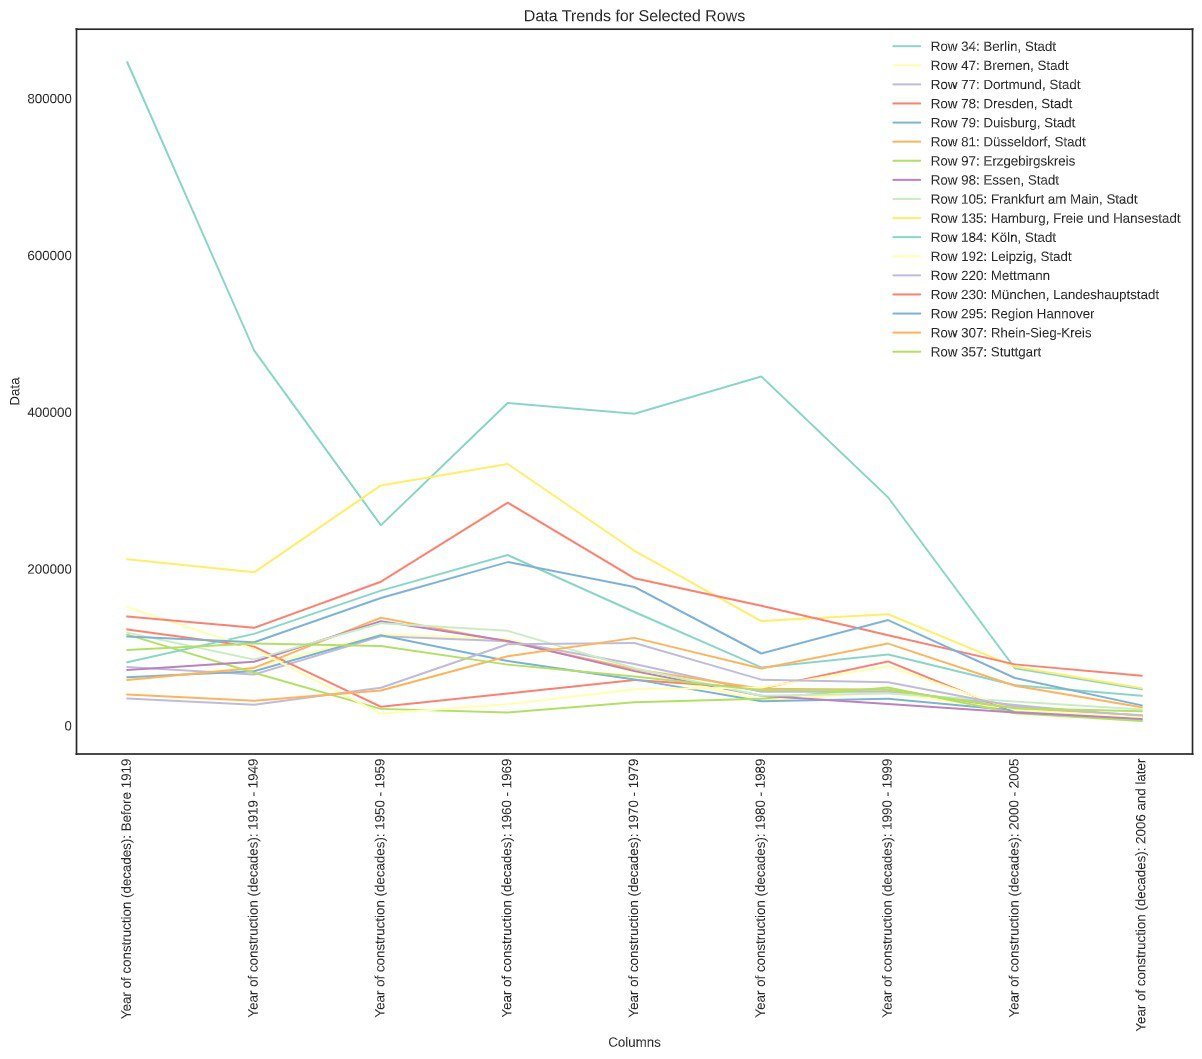 Data Trends for Selected Rows
Row 34: Berlin, Stadt
Row 47: Bremen, Stadt
Row 77: Dortmund, Stadt
Row 78: Dresden, Stadt
Row 79: Duisburg, Stadt
Row 81: Düsseldorf, Stadt
Row 97: Erzgebirgskreis
Row 98: Essen, Stadt
Row 105: Frankfurt am Main, Stadt
Row 135: Hamburg, Freie und Hansestadt
Row 184: Köln, Stadt
Row 192: Leipzig, Stadt
Row 220: Mettmann
Row 230: München, Landeshauptstadt
Row 295: Region Hannover
Row 307: Rhein-Sieg-Kreis
Row 357: Stuttgart
Data
800000
600000
400000
200000
0
Year of construction (decades): Before 1919
Year of construction (decades): 1919 - 1949
Year of construction (decades): 1950 - 1959
Year of construction (decades): 1960 - 1969
Year of construction (decades): 1970 - 1979
Year of construction (decades): 1980 - 1989
Year of construction (decades): 1990 - 1999
Year of construction (decades): 2000 - 2005
Year of construction (decades): 2006 and later
Columns